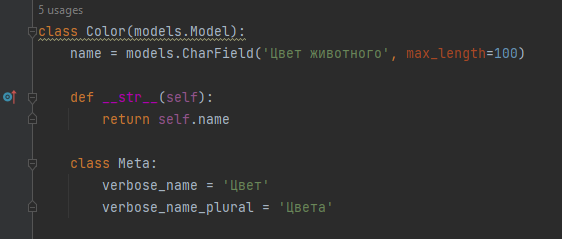 5 usages
class Color(models.Model):
    name = models.CharField('Цвет животного', max_length=100)

    def __str__(self):
        return self.name

    class Meta:
        verbose_name = 'Цвет'
        verbose_name_plural = 'Цвета'